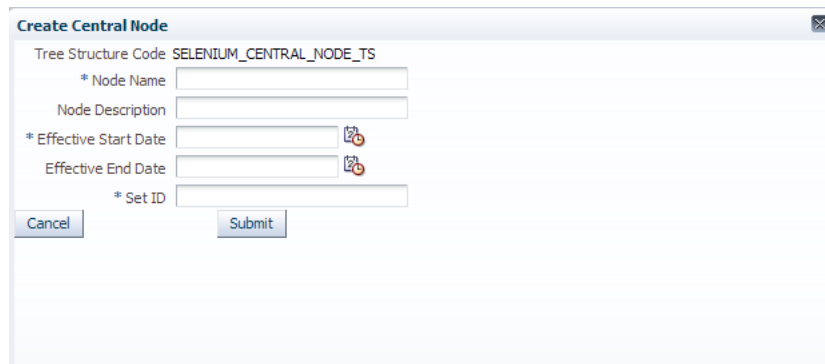 Create Central Node
Tree Structure Code SELENIUM_CENTRAL_NODE_TS
* Node Name
Node Description
* Effective Start Date
Effective End Date
* Set ID
Cancel Submit